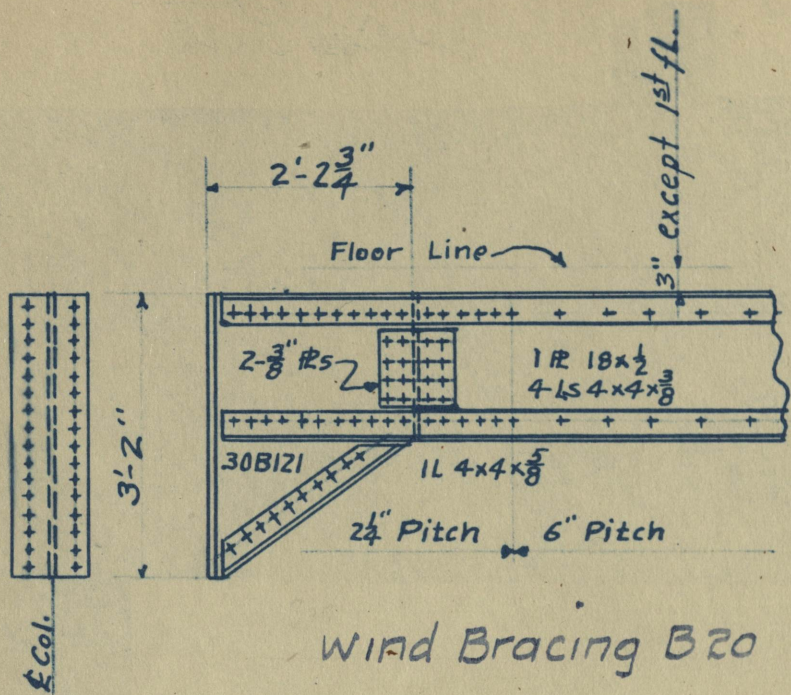 3" except 1st fl.
2'-2 3/4"
Floor Line
2-3/8" ℙLs
1 ℙL 18x1/2
4 Ls 4x4x3/8
3'-2"
30B121
1L 4x4x5/8
2 1/4" Pitch
6" Pitch
℄ Col.
Wind Bracing B20